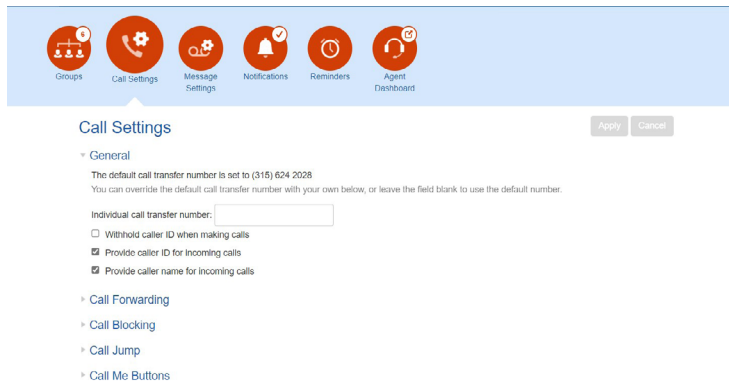 6
Groups
Call Settings
Message
Settings
Notifications
Reminders
Agent
Dashboard
Call Settings
Apply
Cancel
General
The default call transfer number is set to (315) 624 2028
You can override the default call transfer number with your own below, or leave the field blank to use the default number.
Individual call transfer number:
Withhold caller ID when making calls
Provide caller ID for incoming calls
Provide caller name for incoming calls
Call Forwarding
Call Blocking
Call Jump
Call Me Buttons